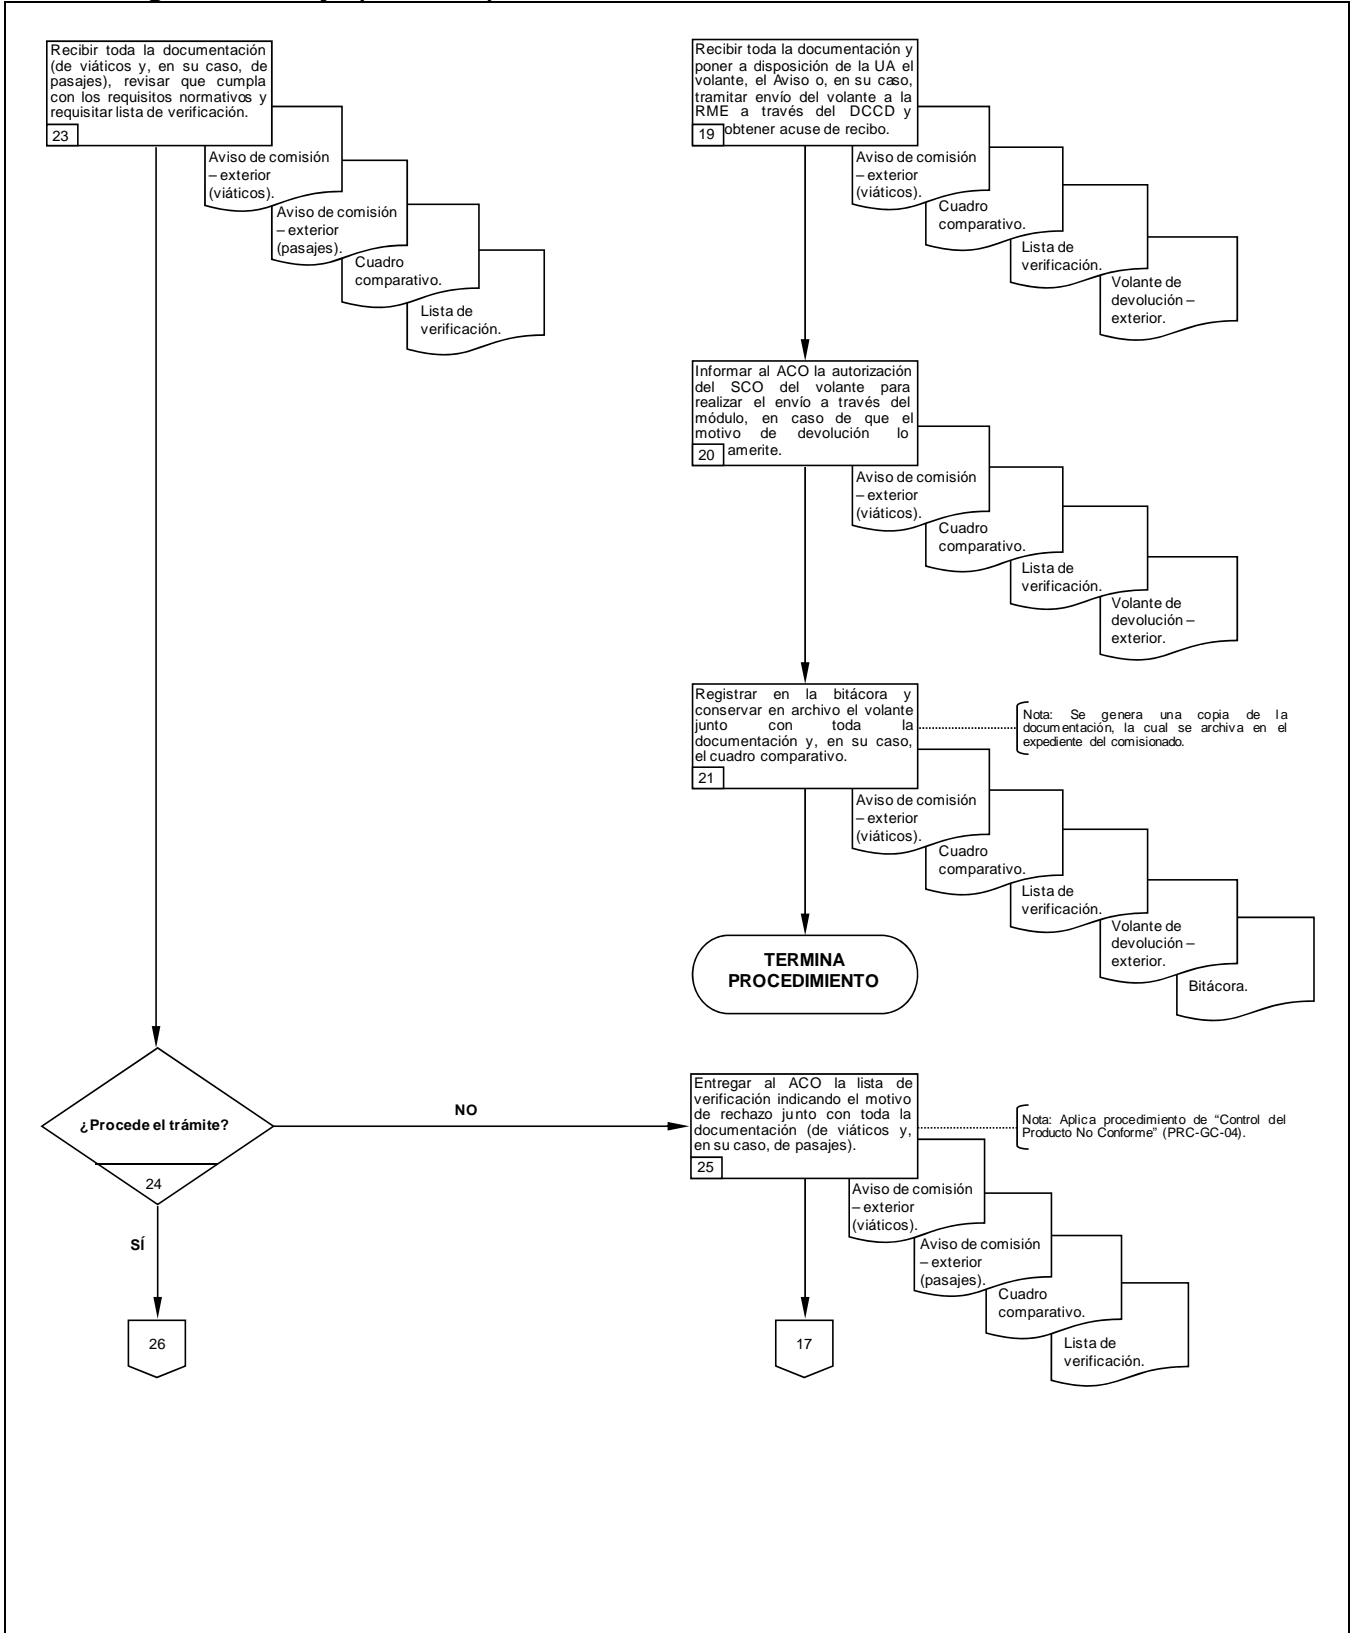 Recibir toda la documentación
(de viáticos y, en su caso, de
pasajes), revisar que cumpla
con los requisitos normativos y
requisitar lista de verificación.
23
Aviso de comisión
– exterior
(viáticos).
Aviso de comisión
– exterior
(pasajes).
Cuadro
comparativo.
Lista de
verificación.
Recibir toda la documentación y
poner a disposición de la UA el
volante, el Aviso o, en su caso,
tramitar envío del volante a la
RME a través del DCCD y
obtener acuse de recibo.
19
Aviso de comisión
– exterior
(viáticos).
Cuadro
comparativo.
Lista de
verificación.
Volante de
devolución –
exterior.
Informar al ACO la autorización
del SCO del volante para
realizar el envío a través del
módulo, en caso de que el
motivo de devolución lo
amerite.
20
Aviso de comisión
– exterior
(viáticos).
Cuadro
comparativo.
Lista de
verificación.
Volante de
devolución –
exterior.
Registrar en la bitácora y
conservar en archivo el volante
junto con toda la
documentación y, en su caso,
el cuadro comparativo.
21
Nota: Se genera una copia de la
documentación, la cual se archiva en el
expediente del comisionado.
Aviso de comisión
– exterior
(viáticos).
Cuadro
comparativo.
Lista de
verificación.
Volante de
devolución –
exterior.
Bitácora.
TERMINA
PROCEDIMIENTO
¿Procede el trámite?
24
NO
SÍ
26
Entregar al ACO la lista de
verificación indicando el motivo
de rechazo junto con toda la
documentación (de viáticos y,
en su caso, de pasajes).
25
Nota: Aplica procedimiento de “Control del
Producto No Conforme” (PRC-GC-04).
Aviso de comisión
– exterior
(viáticos).
Aviso de comisión
– exterior
(pasajes).
Cuadro
comparativo.
Lista de
verificación.
17